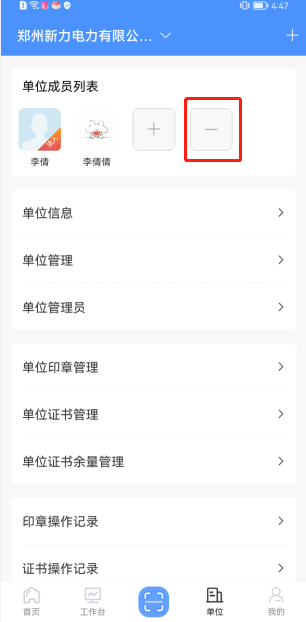 4:47
郑州新力电力有限公...
单位成员列表
法人
李倩
李倩倩
单位信息
单位管理
单位管理员
单位印章管理
单位证书管理
单位证书余量管理
印章操作记录
证书操作记录
首页
工作台
单位
我的